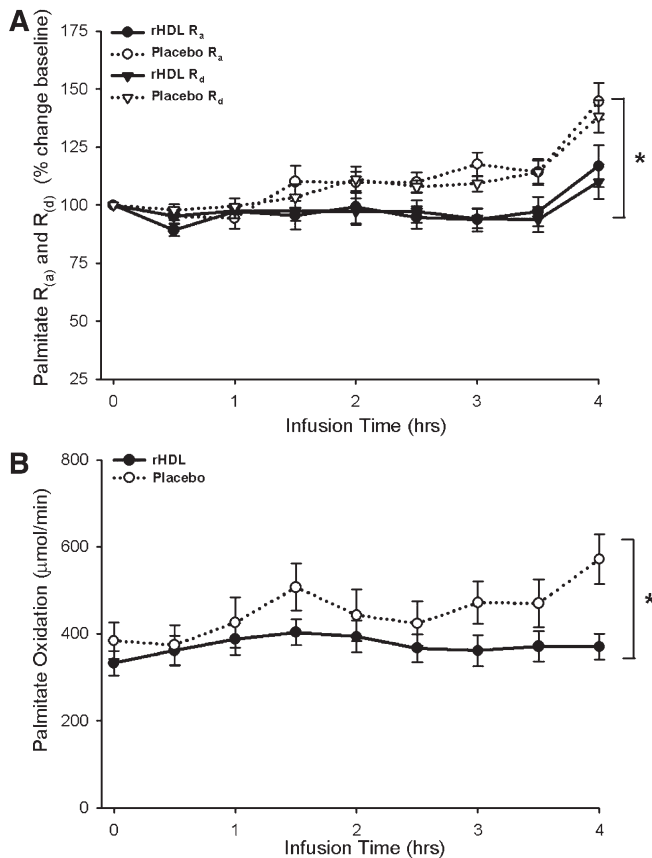 A
rHDL Ra
Placebo Ra
rHDL Rd
Placebo Rd
Palmitate R(a) and R(d) (% change baseline)
175
150
125
100
75
50
25
*
0 1 2 3 4
Infusion Time (hrs)
B
rHDL
Placebo
Palmitate Oxidation (μmol/min)
800
600
400
200
0
*
0 1 2 3 4
Infusion Time (hrs)